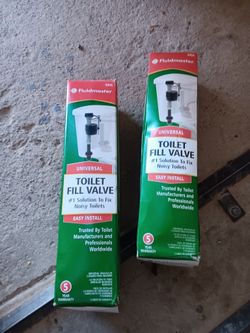 Fluidmaster
UNIVERSAL
TOILET
FILL VALVE
#1 Solution To Fix
Noisy Toilets
EASY INSTALL
Trusted By Toilet
Manufacturers and
Professionals
Worldwide
5
YEAR
WARRANTY
Fluidmaster
UNIVERSAL
TOILET
FILL VALVE
#1 Solution To Fix
Noisy Toilets
EASY INSTALL
Trusted By Toilet
Manufacturers and
Professionals
Worldwide
5
YEAR
WARRANTY